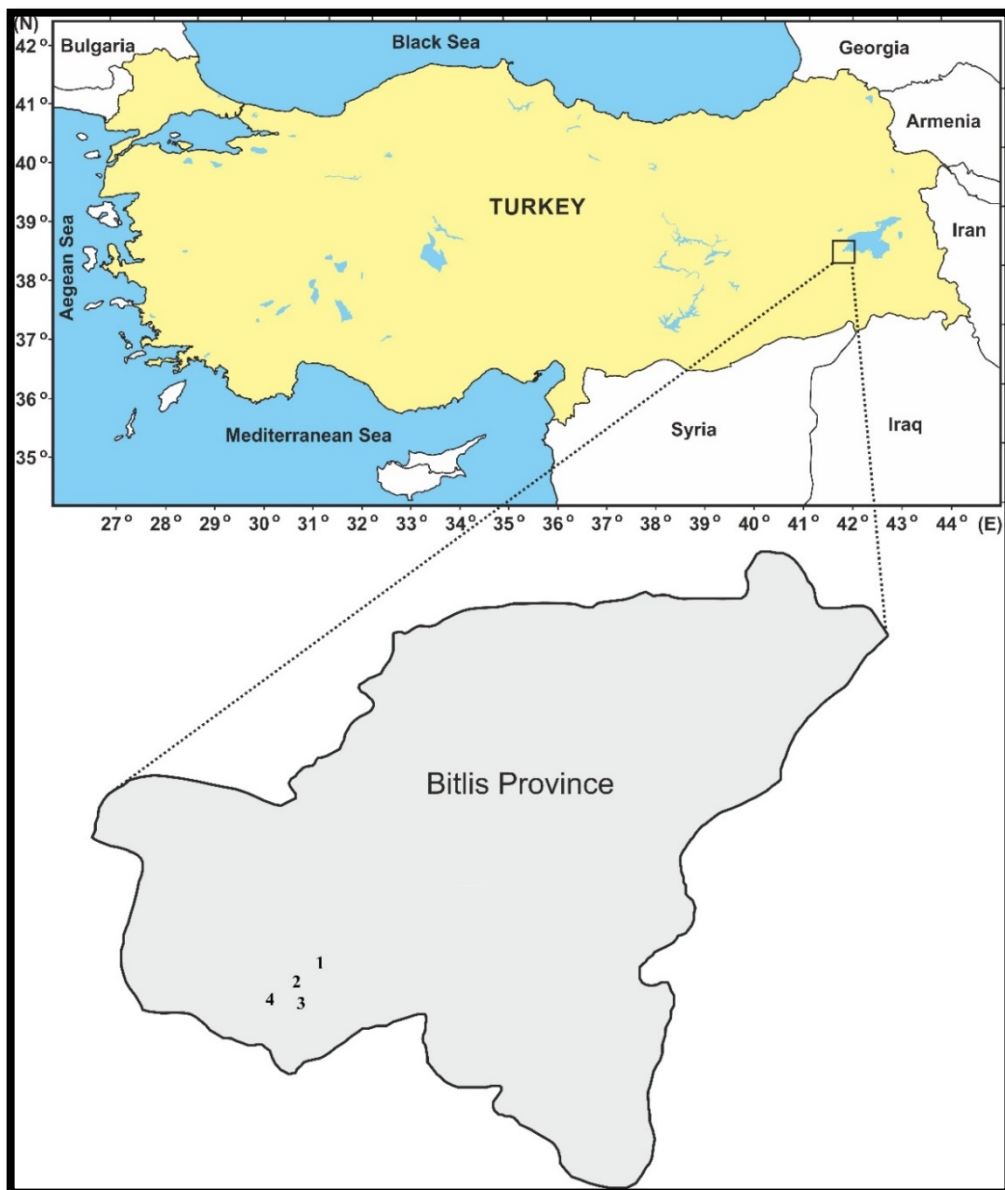 (N)
42°
Bulgaria
Black Sea
Georgia
41°
Armenia
40°
39°
TURKEY
Iran
Aegean Sea
38°
37°
36°
Mediterranean Sea
Syria
Iraq
35°
27° 28° 29° 30° 31° 32° 33° 34° 35° 36° 37° 38° 39° 40° 41° 42° 43° 44° (E)
Bitlis Province
1
2
4 3